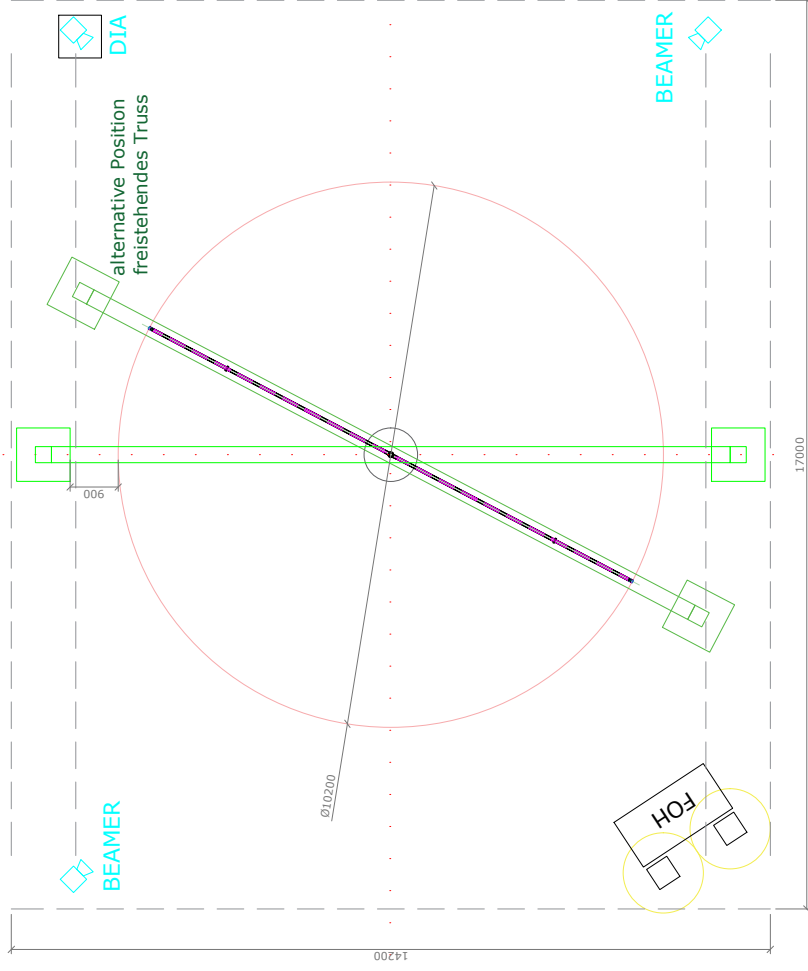 DIA
BEAMER
alternative Position
freistehendes Truss
900
17000
Ø10200
BEAMER
FOH
14200